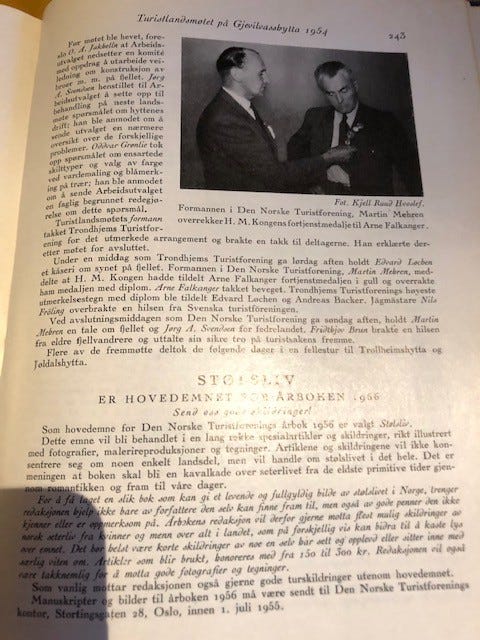 Turistlandsmøtet på Gjevilvasshytta 1954
243
Før møtet ble hevet, fore-
slo O. A. Jakhelln at Arbeids-
utvalget nedsetter en komité
med oppdrag å utarbeide vei-
ledning om konstruksjon av
broer m. m. på fjellet. Jørg
A. Svendsen henstillet til Ar-
beidsutvalget å sette opp til
behandling på neste lands-
møte spørsmålet om hyttenes
drift; han ble anmodet om å
sende utvalget en nærmere
oversikt over de forskjellige
problemer. Oddvar Grønlie tok
opp spørsmålet om ensartede
skilttyper og valg av farge
ved vardemaling og blåmerk-
ing på trær; han ble anmodet
om å sende Arbeidsutvalget
en faglig begrunnet redegjø-
relse om dette spørsmål.
Turistlandsmøtets formann
takket Trondhjems Turistfor-
Fot. Kjell Ruud Hovslef.
Formannen i Den Norske Turistforening, Martin Mehren
overrekker H. M. Kongens fortjenstmedalje til Arne Falkanger.
ening for det utmerkede arrangement og brakte en takk til deltagerne. Han erklærte der-
etter møtet for avsluttet.
Under en middag som Trondhjems Turistforening ga lørdag aften holdt Edvard Løchen
et kåseri om synet på fjellet. Formannen i Den Norske Turistforening, Martin Mehren, med-
delte at H. M. Kongen hadde tildelt Arne Falkanger fortjenstmedaljen i gull og overrakte
ham medaljen med diplom. Arne Falkanger takket beveget. Trondhjems Turistforenings høyeste
utmerkelsestegn med diplom ble tildelt Edvard Løchen og Andreas Backer. Jägmästare Nils
Fröling overbrakte en hilsen fra Svenska turistföreningen.
Ved avslutningsmiddagen som Den Norske Turistforening ga søndag aften, holdt Martin
Mehren en tale om fjellet og Jørg A. Svendsen for fedrelandet. Fridtkjov Brun brakte en hilsen
fra eldre fjellvandrere og uttalte sin sikre tro på turistsakens fremme.
Flere av de fremmøtte deltok de følgende dager i en fellestur til Trollheimshytta og
Jøldalshytta.
STØLSLIV
ER HOVEDEMNET FOR ÅRBOKEN 1956
Send oss gode skildringer!
Som hovedemne for Den Norske Turistforenings årbok 1956 er valgt Stølsliv.
Dette emne vil bli behandlet i en lang rekke spesialartikler og skildringer, rikt illustrert
med fotografier, malerireproduksjoner og tegninger. Artiklene og skildringene vil ikke kon-
sentrere seg om noen enkelt landsdel, men vil handle om stølslivet i det hele. Det er
meningen at boken skal bli en kavalkade over seterlivet fra de eldste primitive tider gjen-
nom romantikken og fram til våre dager.
For å få laget en slik bok som kan gi et levende og fullgyldig bilde av stølslivet i Norge, trenger
redaksjonen hjelp ikke bare av forfattere den selv kan finne fram til, men også av gode penner den ikke
kjenner eller er oppmerksom på. Årbokens redaksjon vil derfor gjerne motta flest mulig skildringer av
norsk seterliv fra kvinner og menn over alt i landet, som på forskjellig vis kan bidra til å kaste lys
over emnet. Det bør helst være korte skildringer av noe en selv har sett og opplevd eller sitter inne med
særlig viten om. Artikler som blir brukt, honoreres med fra 150 til 300 kr. Redaksjonen vil også
være takknemlig for å motta gode fotografier og tegninger.
Som vanlig mottar redaksjonen også gjerne gode turskildringer utenom hovedemnet.
Manuskripter og bilder til årboken 1956 må være sendt til Den Norske Turistforenings
kontor, Stortingsgaten 28, Oslo, innen 1. juli 1955.